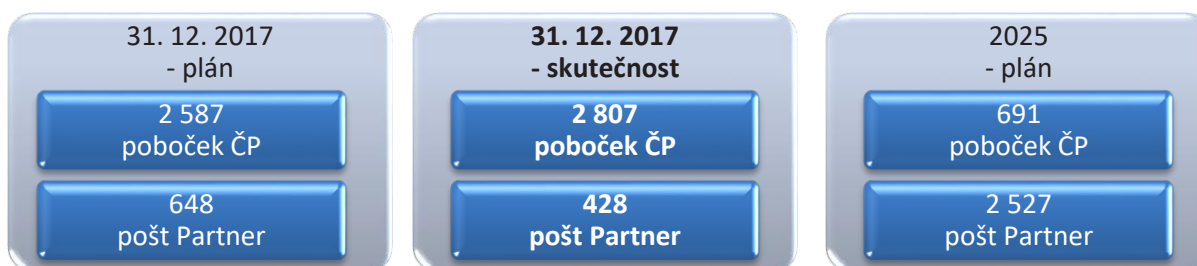 31. 12. 2017
- plán
2 587
poboček ČP
648
pošt Partner
31. 12. 2017
- skutečnost
2 807
poboček ČP
428
pošt Partner
2025
- plán
691
poboček ČP
2 527
pošt Partner